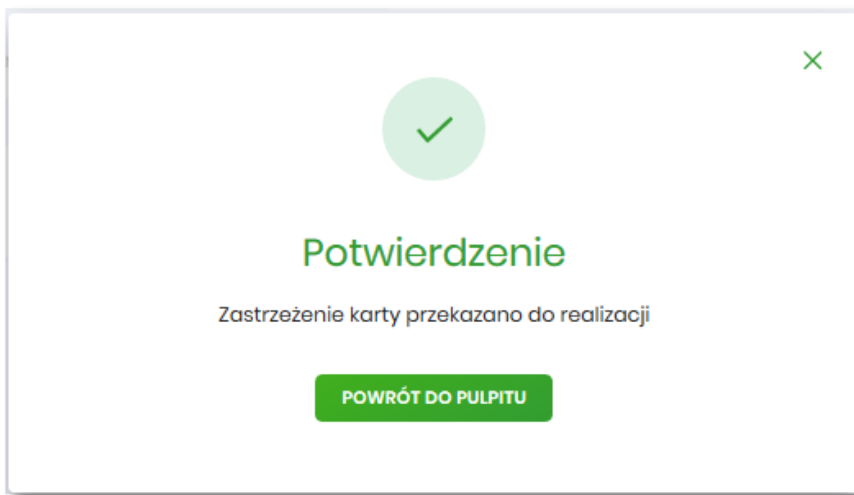 Potwierdzenie
Zastrzeżenie karty przekazano do realizacji
POWRÓT DO PULPITU